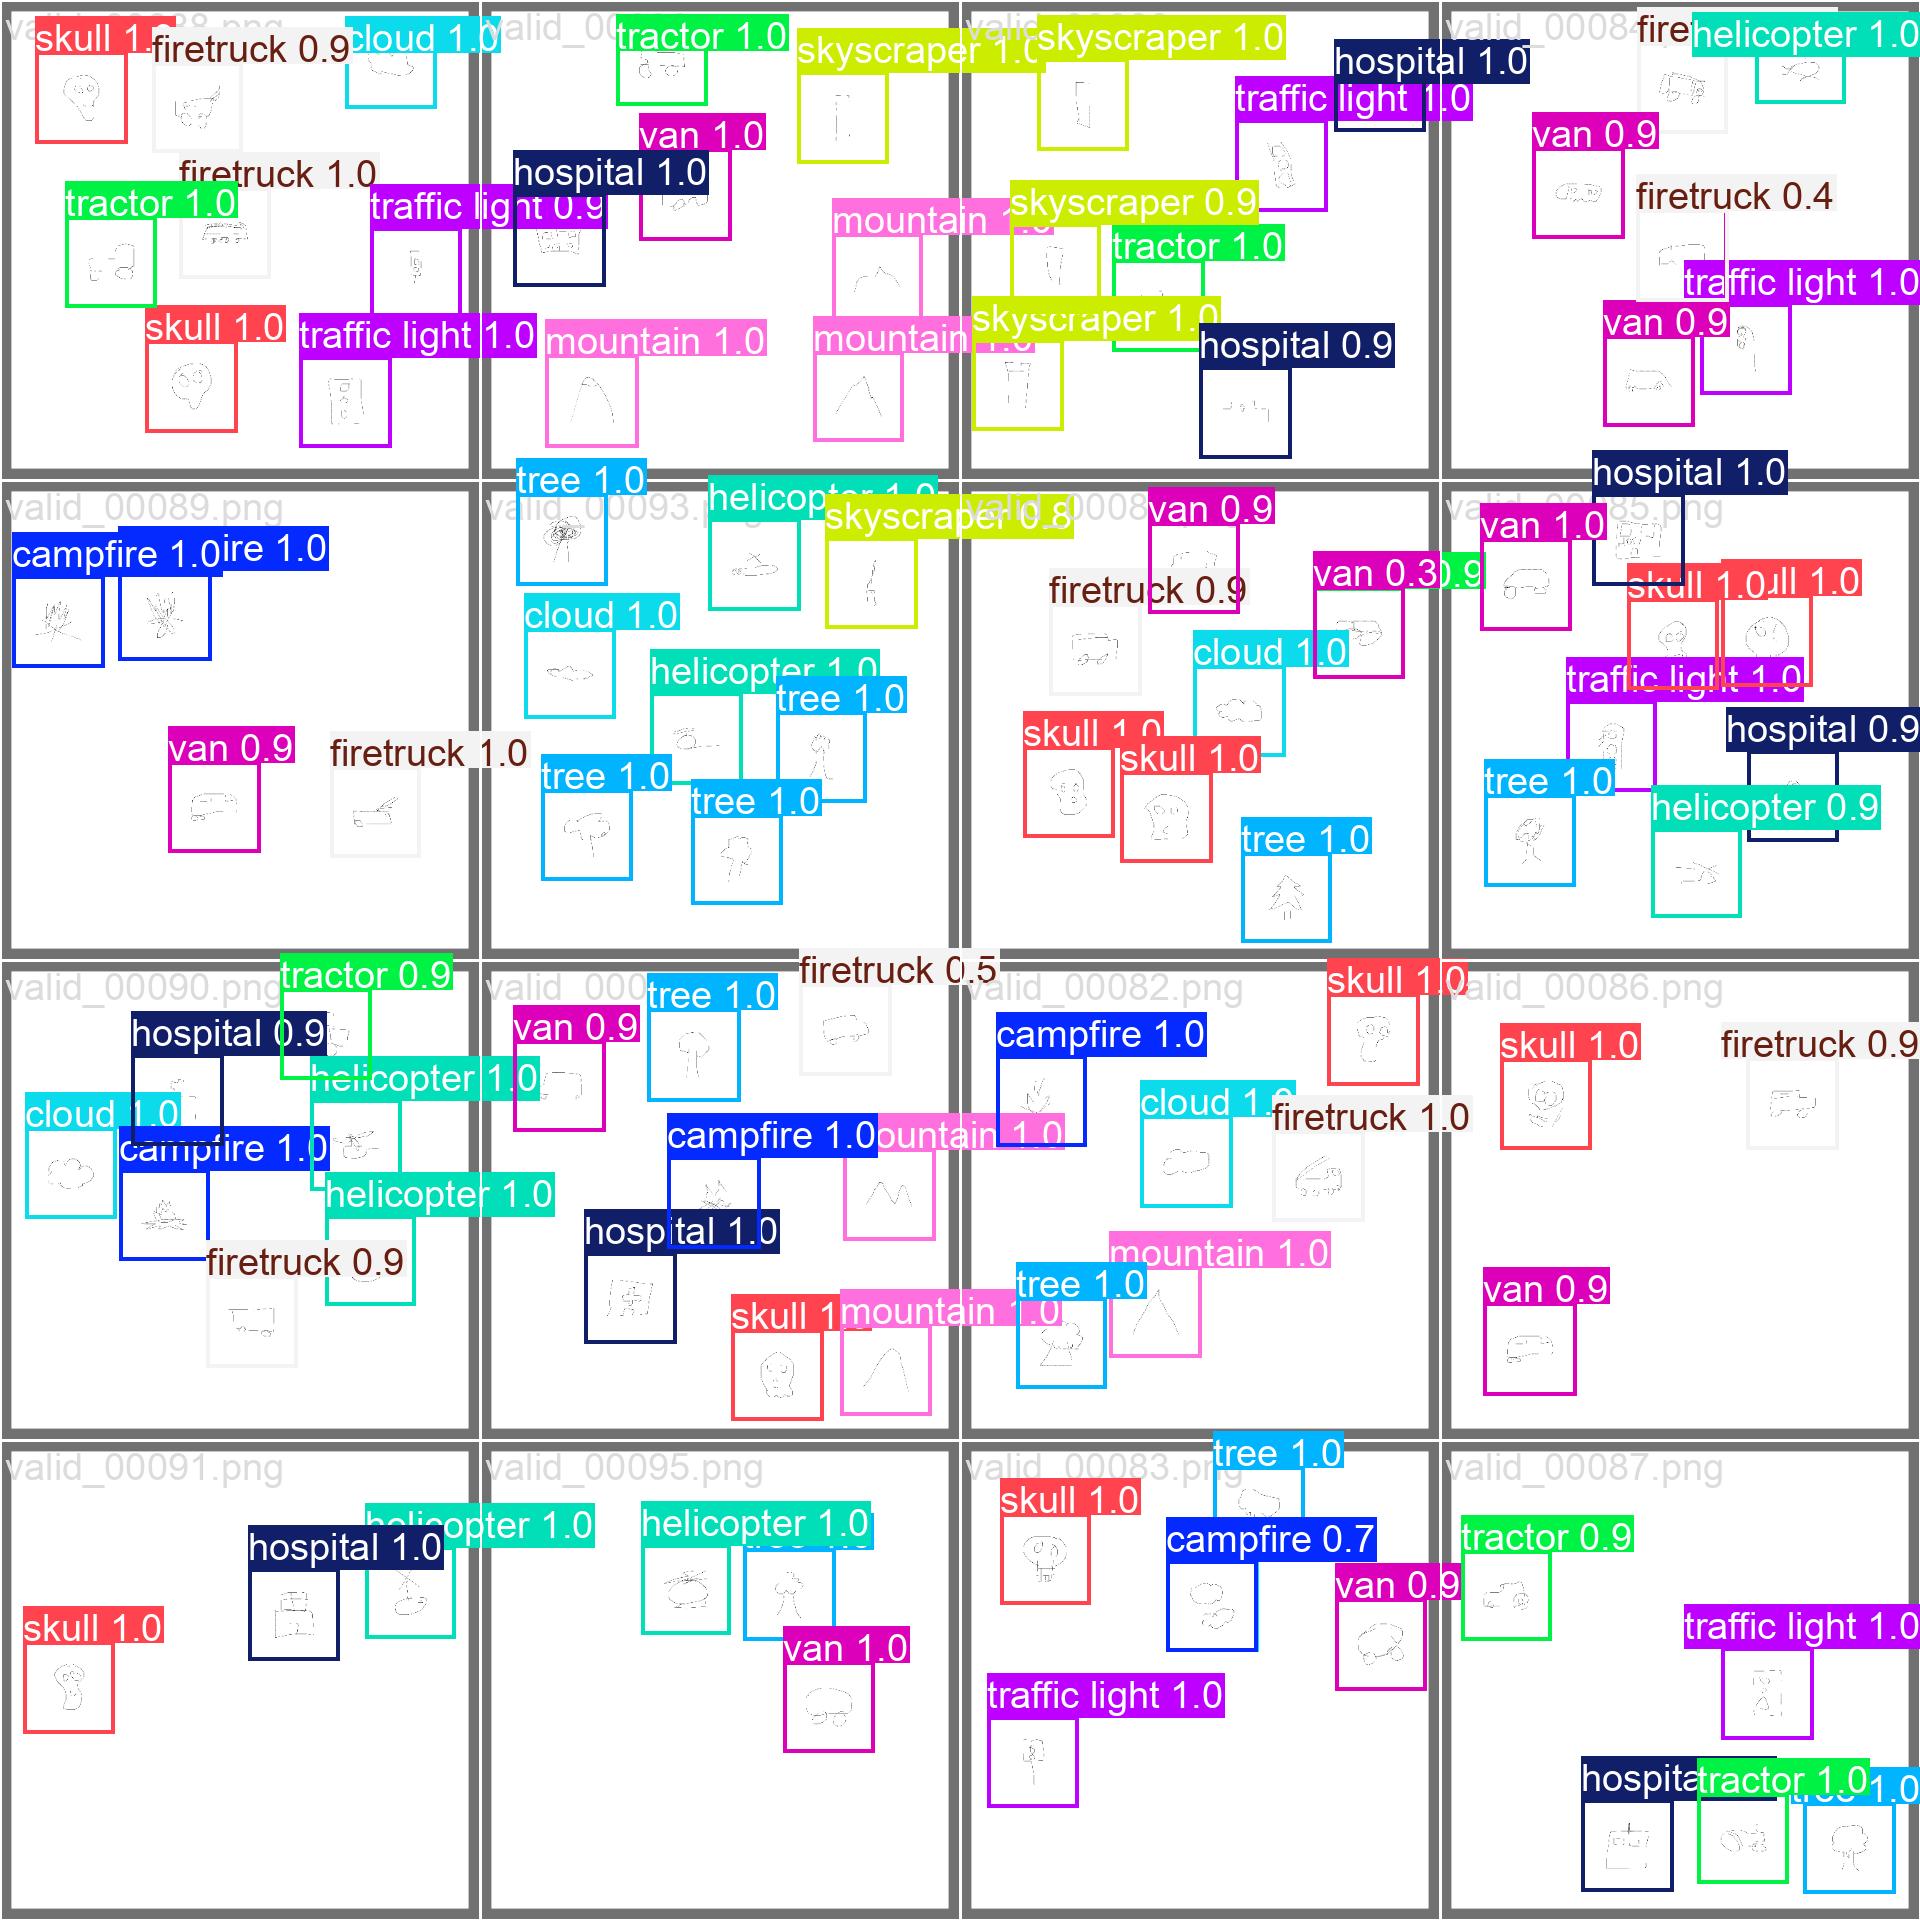 skull 1.
firetruck 0.9
cloud 1.0
firetruck 1.0
tractor 1.0
traffic light 0.9
skull 1.0
traffic light 1.0
tractor 1.0
skyscraper 1.0
van 1.0
hospital 1.0
mountain
mountain 1.0
mountain
skyscraper 1.0
hospital 1.0
traffic light 1.0
skyscraper 0.9
tractor 1.0
skyscraper 1.0
hospital 0.9
helicopter 1.0
van 0.9
firetruck 0.4
traffic light 1.0
van 0.9
valid_00089.png
campfire 1.0
ire 1.0
van 0.9
firetruck 1.0
tree 1.0
valid_00093.
helicopter 1.0
skyscraper 0.8
cloud 1.0
helicopter 1.0
tree 1.0
tree 1.0
tree 1.0
van 0.9
van 0.3
0.9
firetruck 0.9
cloud 1.0
skull 1.0
skull 1.0
tree 1.0
hospital 1.0
85.png
van 1.0
skull 1.0
ull 1.0
traffic light 1.0
hospital 0.9
tree 1.0
helicopter 0.9
valid_00090.png
tractor 0.9
hospital 0.9
helicopter 1.0
cloud 1.0
campfire 1.0
helicopter 1.0
firetruck 0.9
firetruck 0.5
tree 1.0
van 0.9
campfire 1.0
ountain 1.0
hospital 1.0
skull 1
mountain 1.0
valid_00082.png
skull 1.0
campfire 1.0
cloud 1.0
firetruck 1.0
mountain 1.0
tree 1.0
valid_00086.png
skull 1.0
firetruck 0.9
van 0.9
valid_00091.png
helicopter 1.0
hospital 1.0
skull 1.0
valid_00095.png
helicopter 1.0
tree 1.0
van 1.0
valid_00083.png
tree 1.0
skull 1.0
campfire 0.7
van 0.9
traffic light 1.0
valid_00087.png
tractor 0.9
traffic light 1.0
hospita
tractor 1.0
tree 1.0